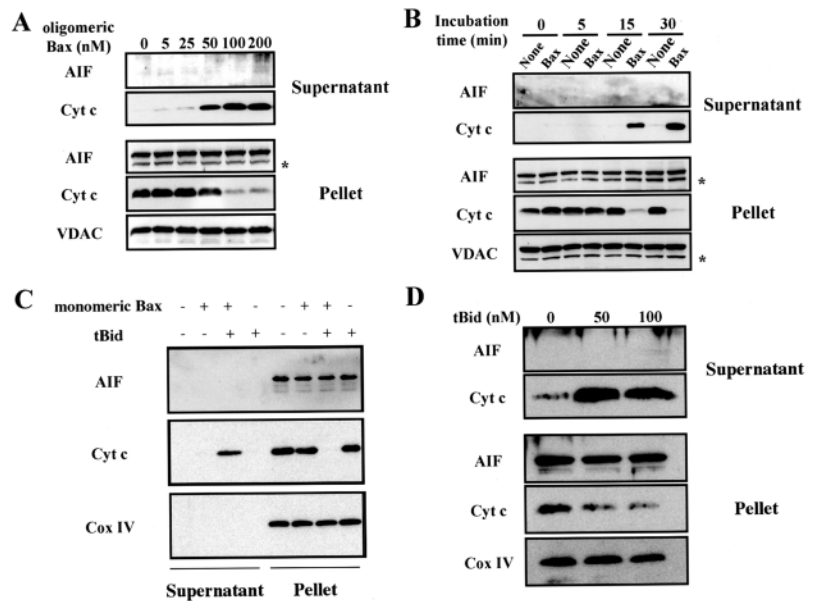 A
oligomeric
Bax (nM)
0 5 25 50 100 200
AIF
Cyt c
Supernatant
AIF
*
Cyt c
Pellet
VDAC
B
Incubation
time (min)
0 5 15 30
None Bax None Bax None Bax None Bax
AIF
Supernatant
Cyt c
AIF
*
Cyt c
Pellet
VDAC
*
C
monomeric Bax - + + - - + + -
tBid - - + + - - + +
AIF
Cyt c
Cox IV
Supernatant Pellet
D
tBid (nM) 0 50 100
AIF
Supernatant
Cyt c
AIF
Cyt c
Pellet
Cox IV